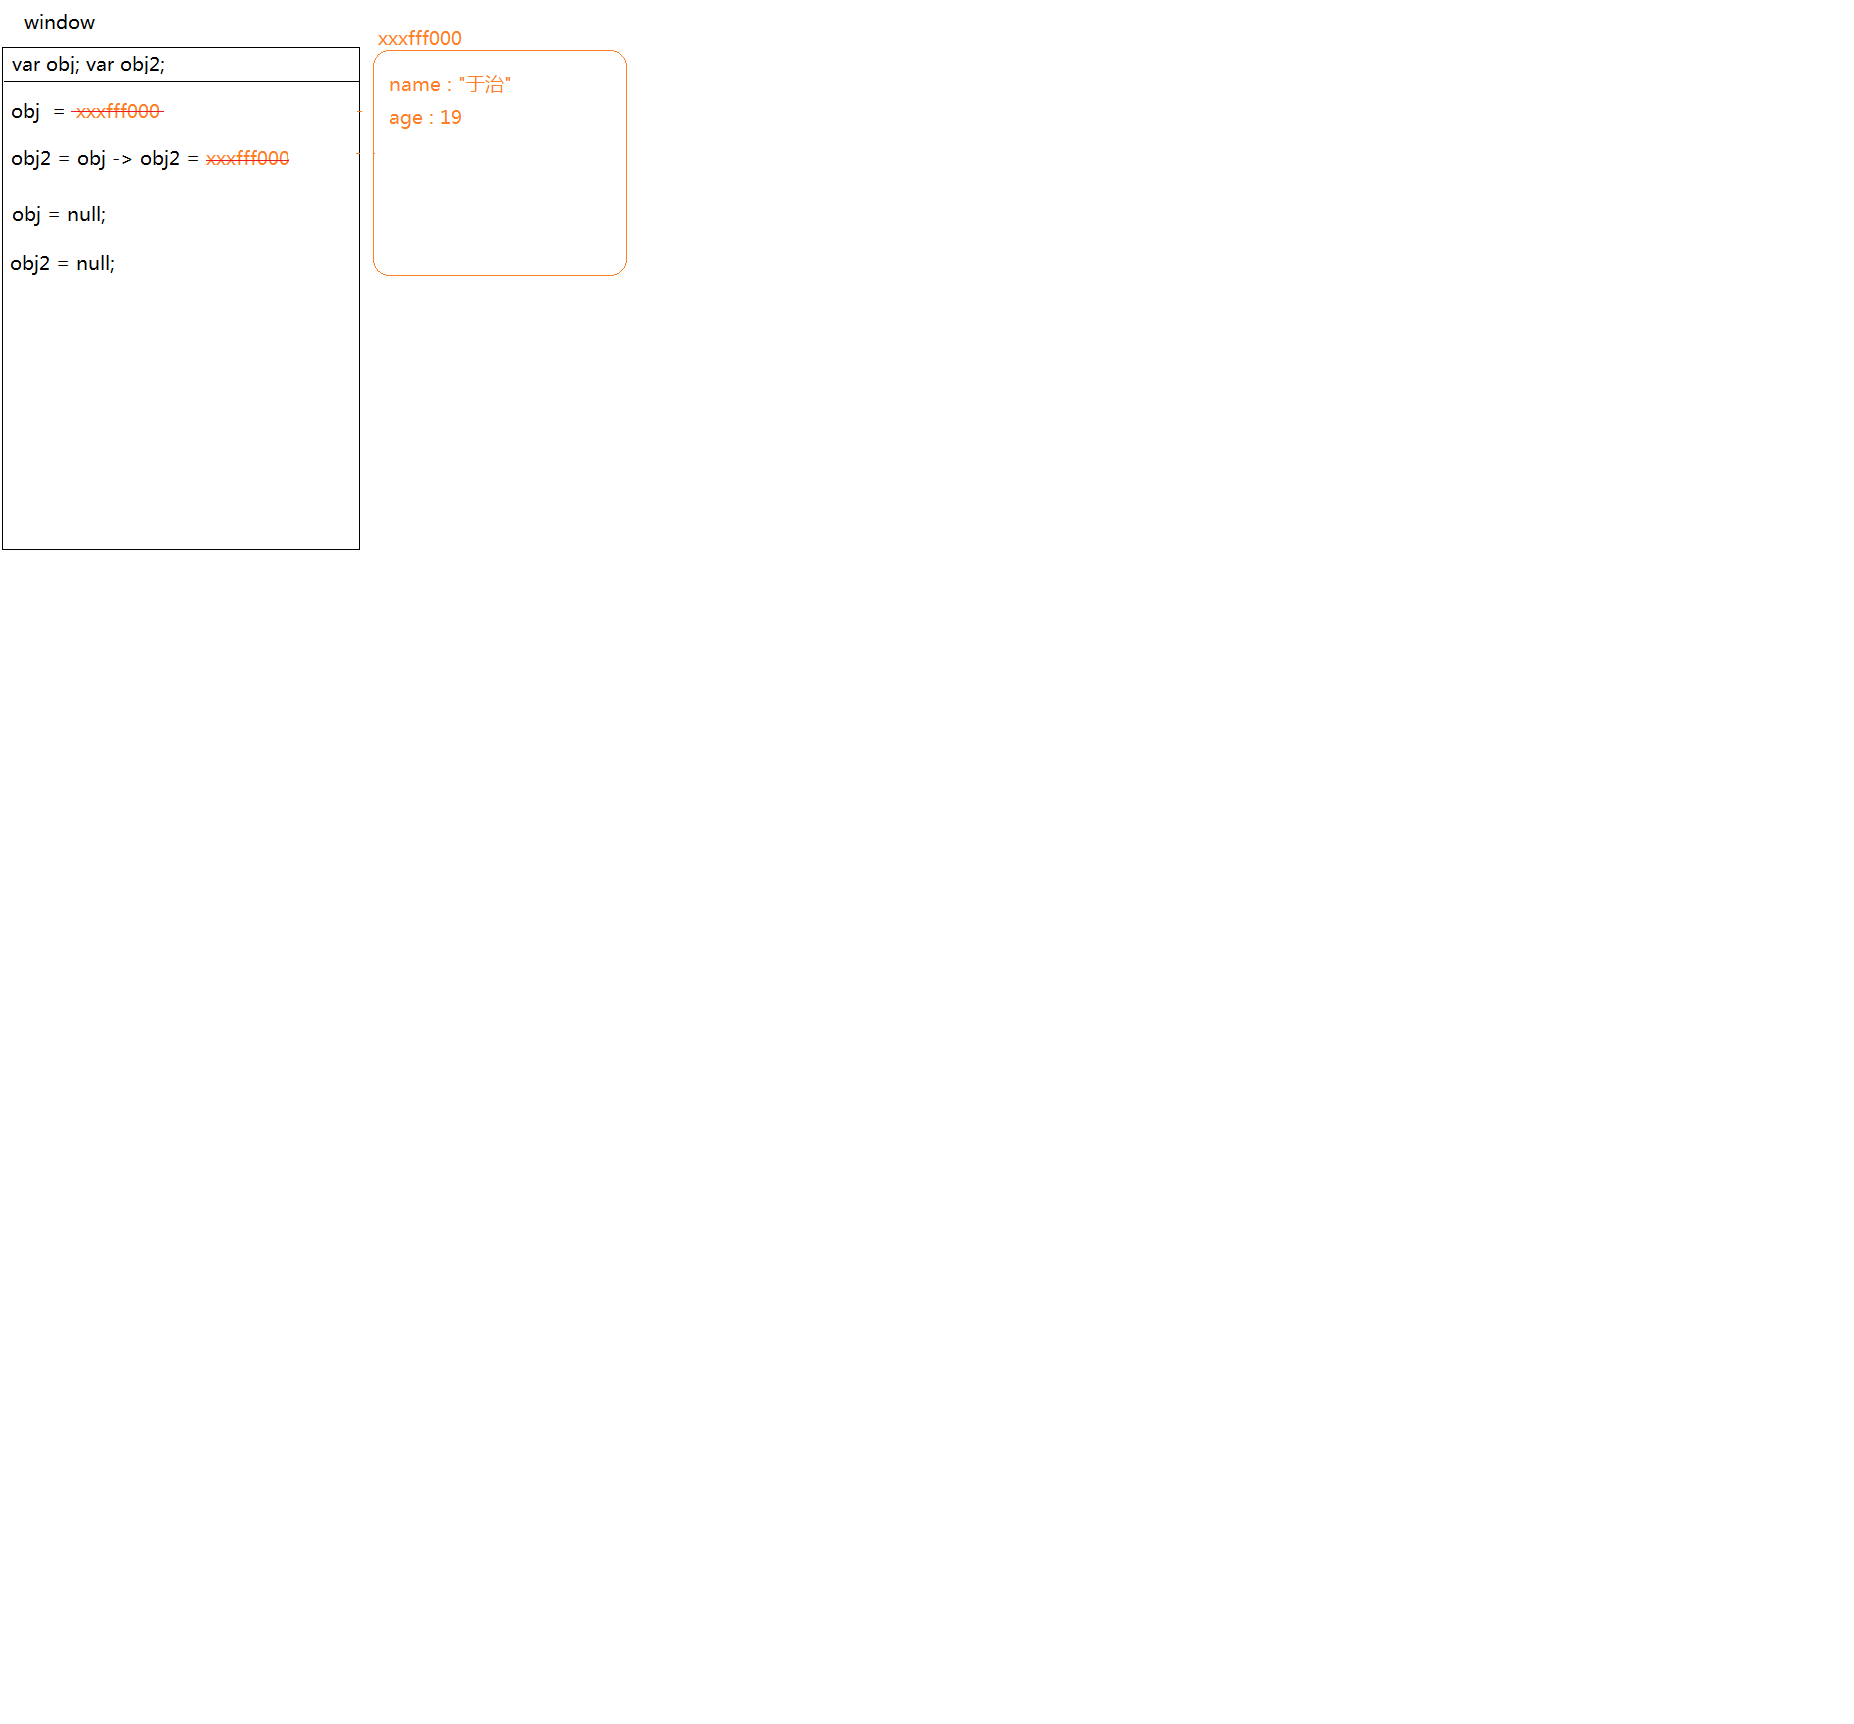 window
var obj; var obj2;
obj = xxxfff000
obj2 = obj -> obj2 = xxxfff000
obj = null;
obj2 = null;
xxxfff000
name : "于治"
age : 19